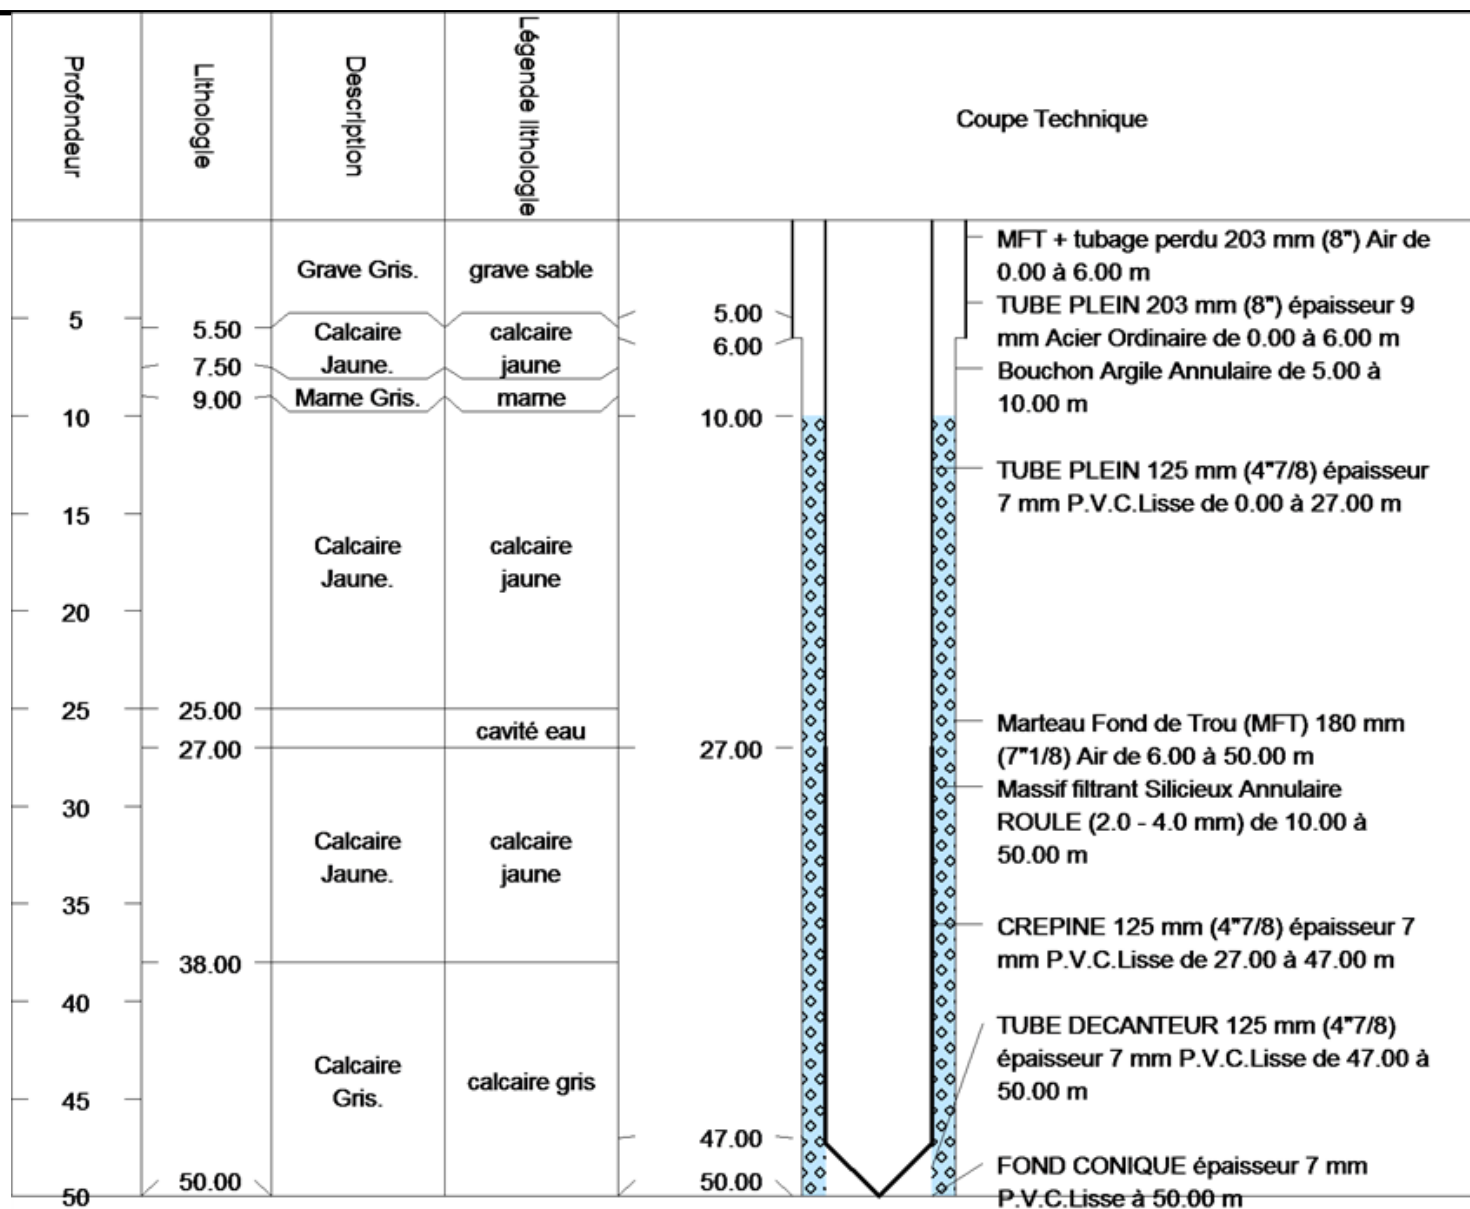 Profondeur
Lithologie
Description
Légende lithologie
Coupe Technique
5
10
15
20
25
30
35
40
45
50
5.50
7.50
9.00
25.00
27.00
38.00
50.00
Grave Gris.
Calcaire
Jaune.
Marne Gris.
Calcaire
Jaune.
Calcaire
Jaune.
Calcaire
Gris.
grave sable
calcaire
jaune
marne
calcaire
jaune
cavité eau
calcaire
jaune
calcaire gris
5.00
6.00
10.00
27.00
47.00
50.00
MFT + tubage perdu 203 mm (8") Air de
0.00 à 6.00 m
TUBE PLEIN 203 mm (8") épaisseur 9
mm Acier Ordinaire de 0.00 à 6.00 m
Bouchon Argile Annulaire de 5.00 à
10.00 m
TUBE PLEIN 125 mm (4"7/8) épaisseur
7 mm P.V.C.Lisse de 0.00 à 27.00 m
Marteau Fond de Trou (MFT) 180 mm
(7"1/8) Air de 6.00 à 50.00 m
Massif filtrant Silicieux Annulaire
ROULE (2.0 - 4.0 mm) de 10.00 à
50.00 m
CREPINE 125 mm (4"7/8) épaisseur 7
mm P.V.C.Lisse de 27.00 à 47.00 m
TUBE DECANTEUR 125 mm (4"7/8)
épaisseur 7 mm P.V.C.Lisse de 47.00 à
50.00 m
FOND CONIQUE épaisseur 7 mm
P.V.C.Lisse à 50.00 m